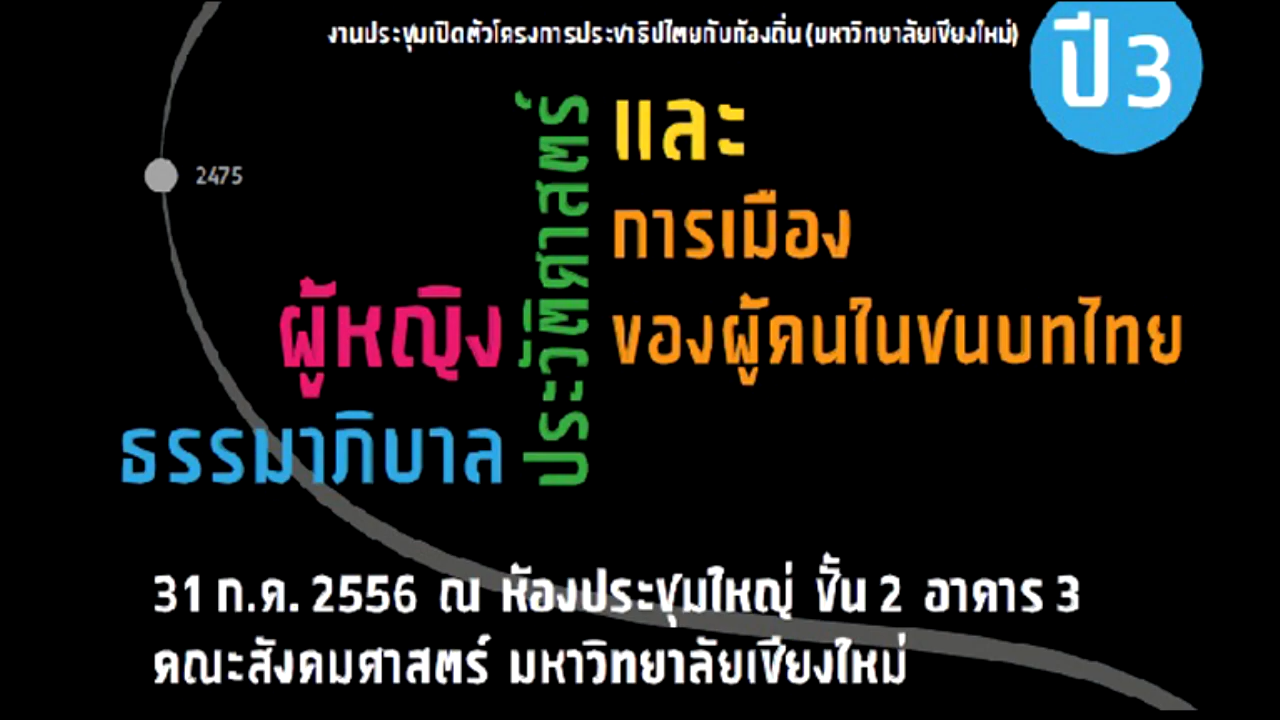 งานประชุมเปิดตัวโครงการประชาธิปไตยกับท้องถิ่น (มหาวิทยาลัยเชียงใหม่)
ปี 3
2475
ผู้หญิง
ธรรมาภิบาล
ประวัติศาสตร์
และ
การเมือง
ของผู้คนในชนบทไทย
31 ก.ค. 2556 ณ ห้องประชุมใหญ่ ชั้น 2 อาคาร 3
คณะสังคมศาสตร์ มหาวิทยาลัยเชียงใหม่